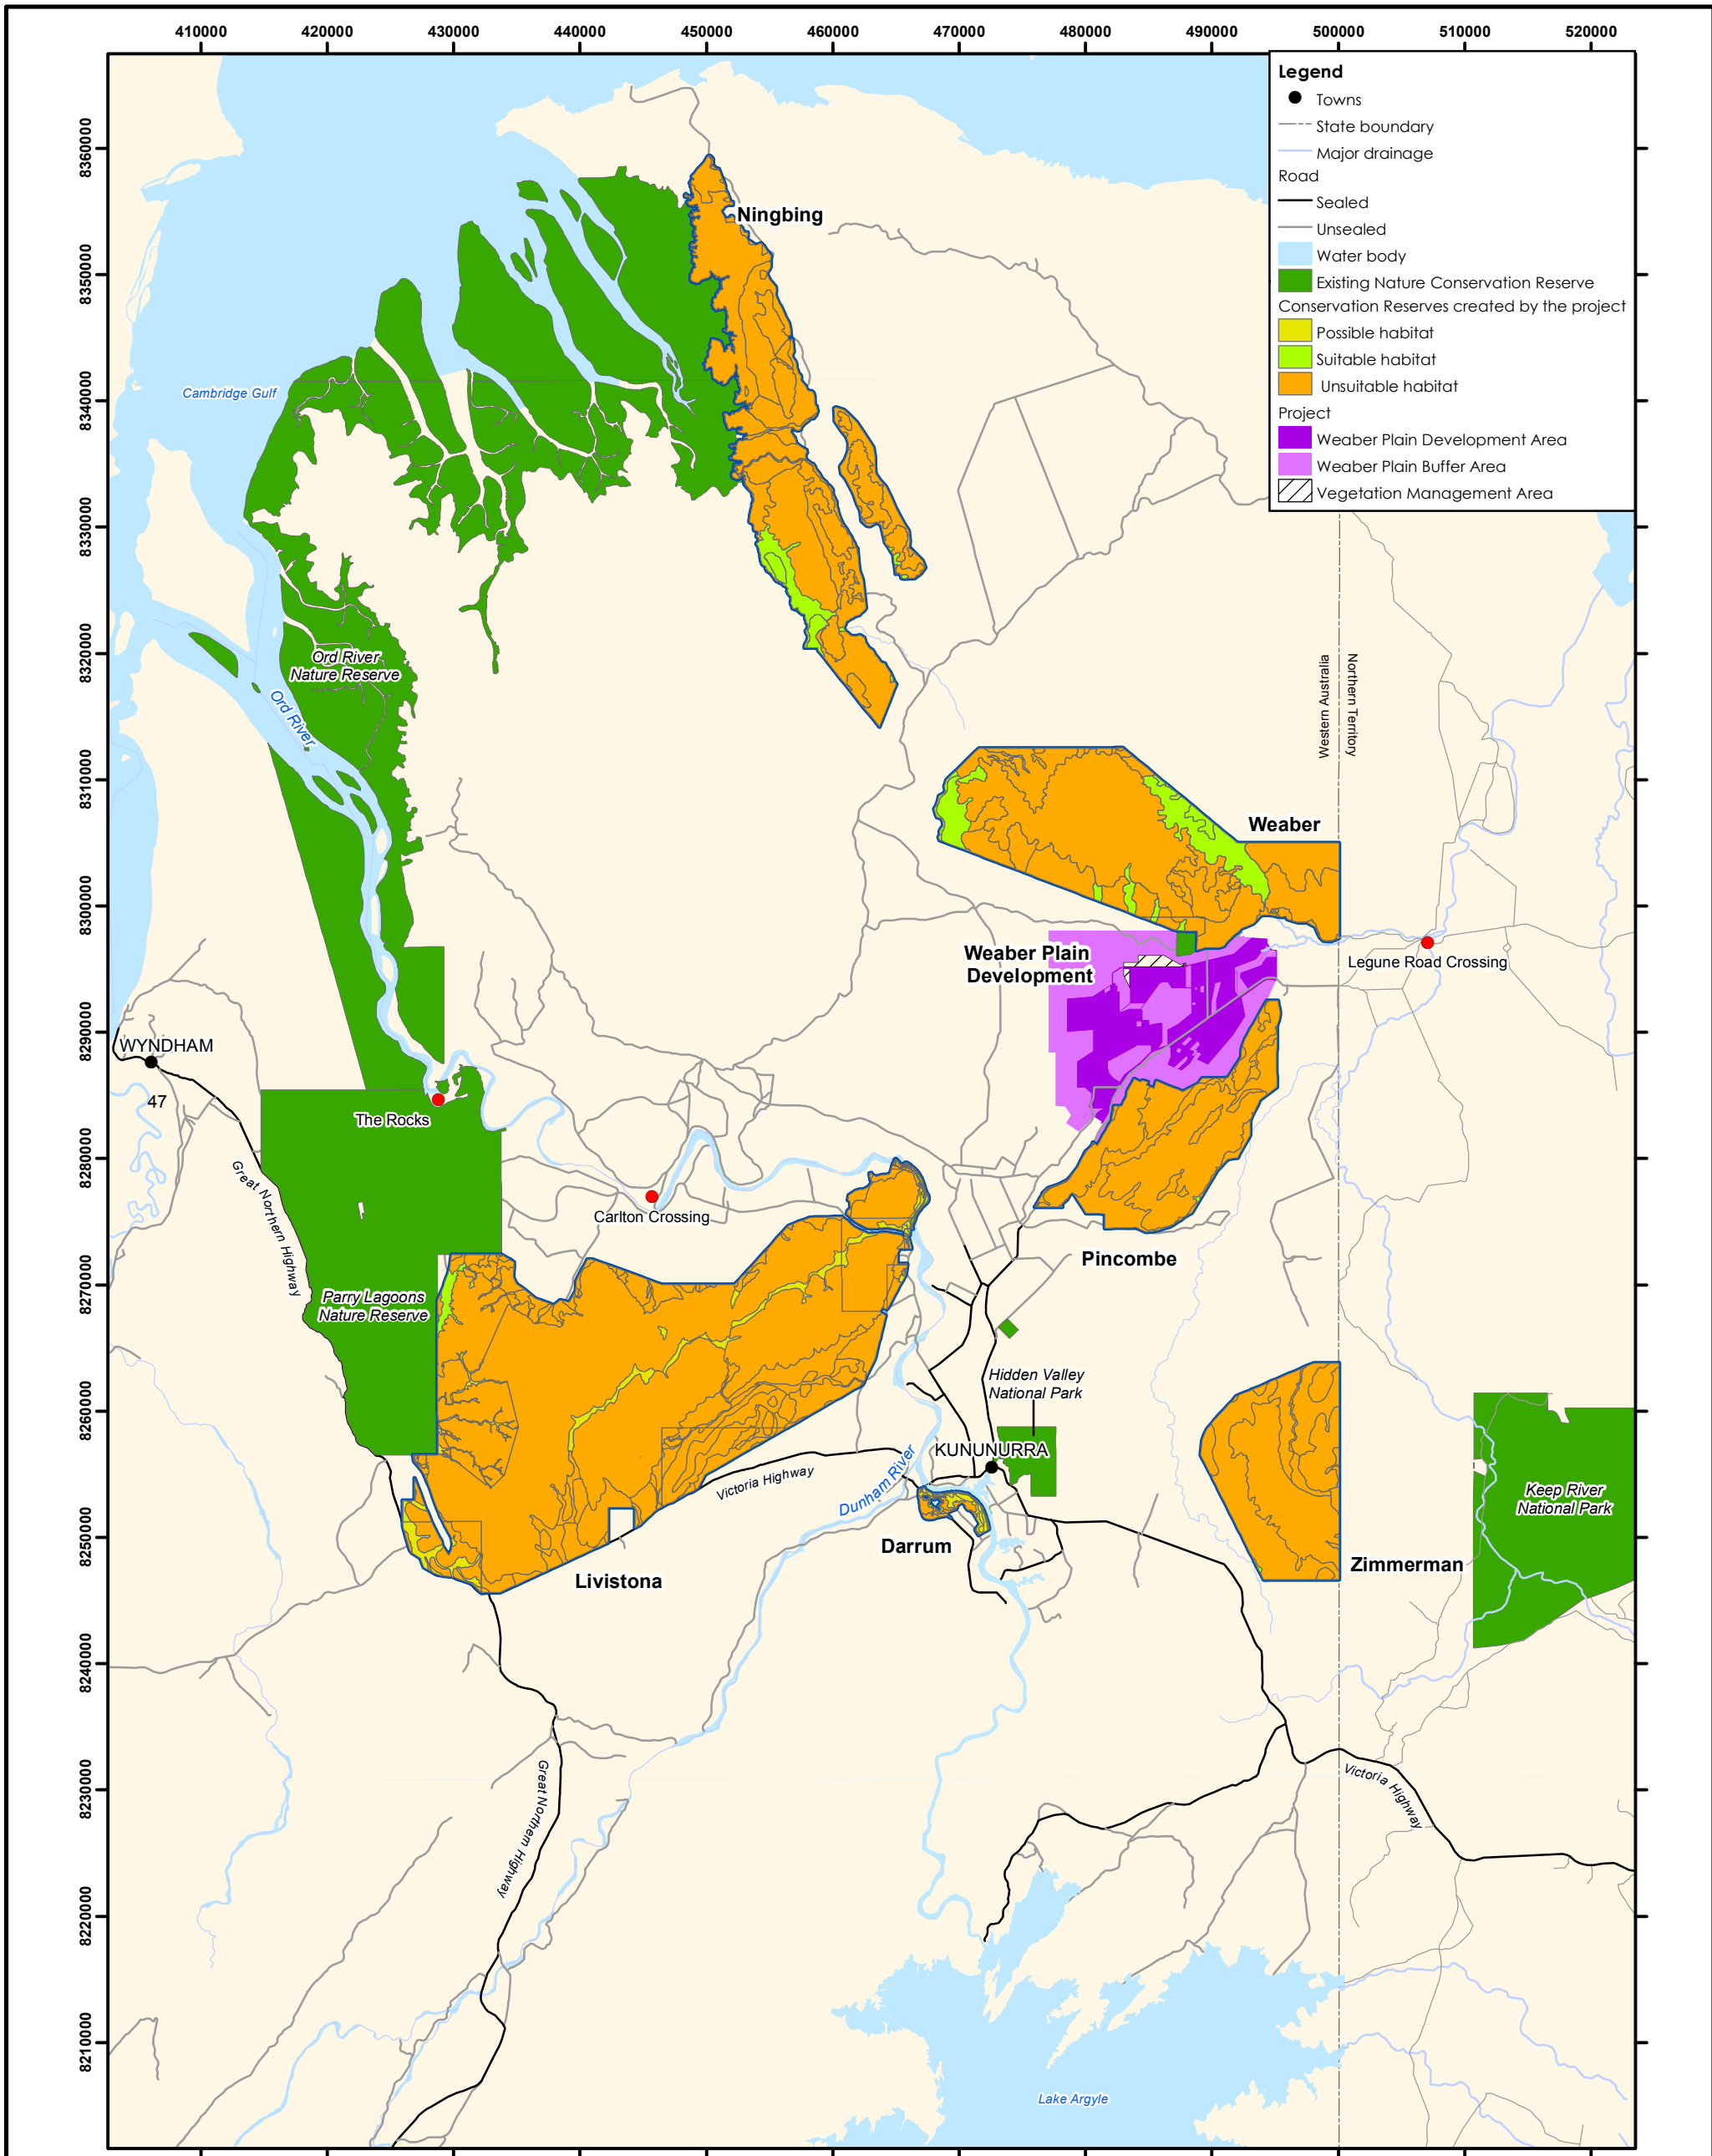 410000 420000 430000 440000 450000 460000 470000 480000 490000 500000 510000 520000
Legend
Towns
State boundary
Major drainage
Road
Sealed
Unsealed
Water body
Existing Nature Conservation Reserve
Conservation Reserves created by the project
Possible habitat
Suitable habitat
Unsuitable habitat
Project
Weaber Plain Development Area
Weaber Plain Buffer Area
Vegetation Management Area
8360000
8350000
8340000
8330000
8320000
8310000
8300000
8290000
8280000
8270000
8260000
8250000
8240000
8230000
8220000
8210000
Ningbing
Cambridge Gulf
Ord River
Nature Reserve
Ord River
Western Australia
Northern Territory
Weaber
Weaber Plain
Development
Legune Road Crossing
WYNDHAM
47
The Rocks
Great Northern Highway
Carlton Crossing
Pincombe
Parry Lagoons
Nature Reserve
Hidden Valley
National Park
KUNUNURRA
Victoria Highway
Dunham River
Keep River
National Park
Darrum
Zimmerman
Livistona
Great Northern Highway
Victoria Highway
Lake Argyle